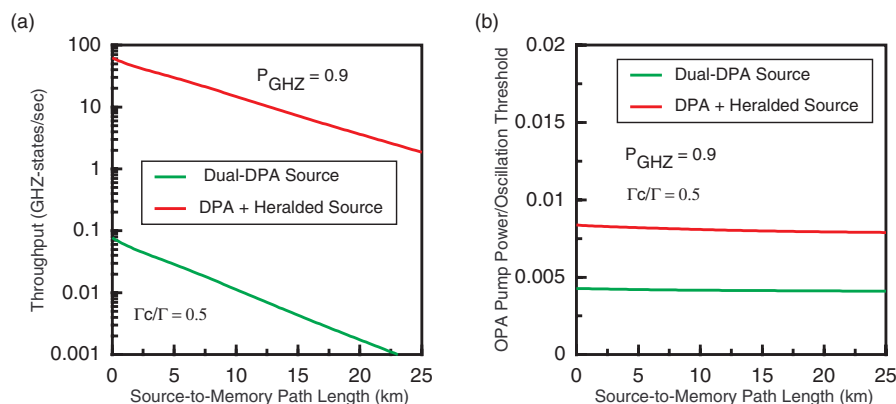 (a)
100
10
1
0.1
0.01
0.001
Throughput (GHZ-states/sec)
P_GHZ = 0.9
Dual-DPA Source
DPA + Heralded Source
Γc/Γ = 0.5
0 5 10 15 20 25
Source-to-Memory Path Length (km)
(b)
0.02
0.015
0.01
0.005
0
OPA Pump Power/Oscillation Threshold
Dual-DPA Source
DPA + Heralded Source
P_GHZ = 0.9
Γc/Γ = 0.5
0 5 10 15 20 25
Source-to-Memory Path Length (km)